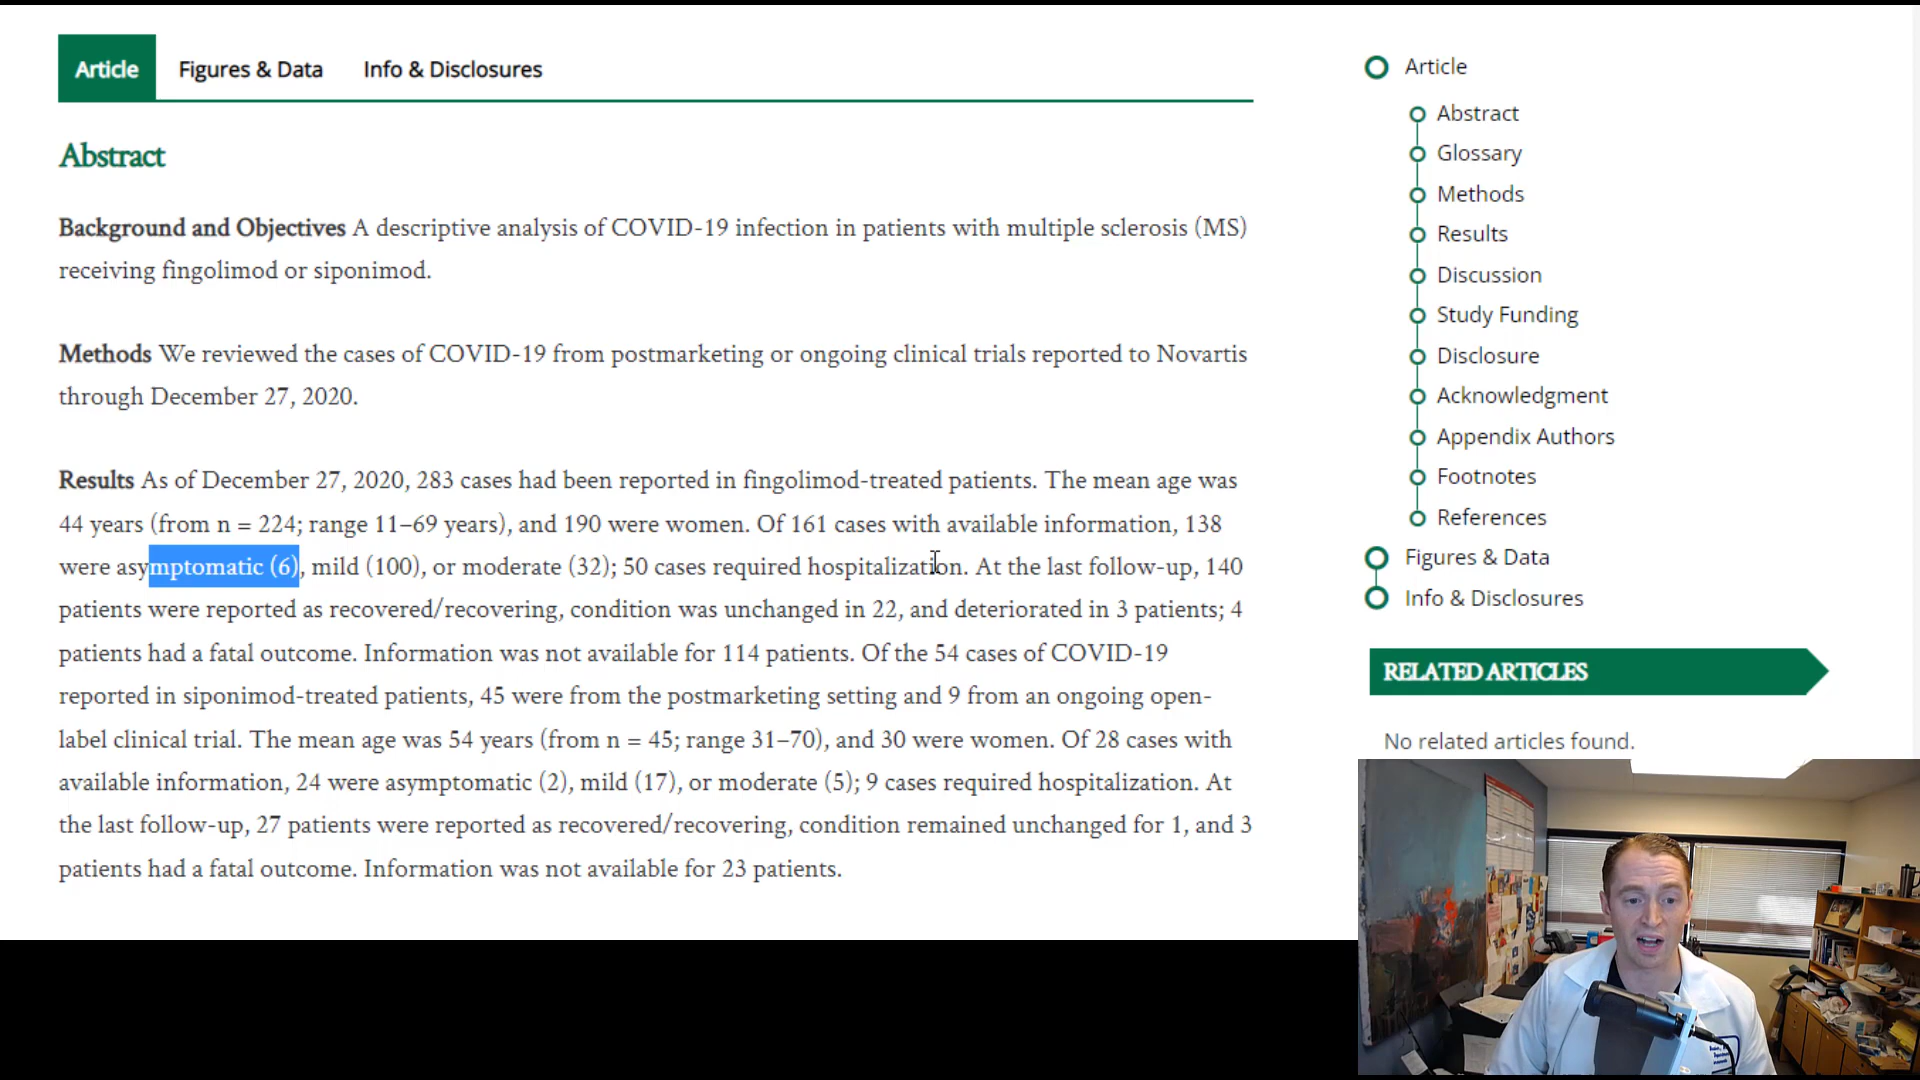 Article Figures & Data Info & Disclosures
Abstract
Background and Objectives A descriptive analysis of COVID-19 infection in patients with multiple sclerosis (MS)
receiving fingolimod or siponimod.
Methods We reviewed the cases of COVID-19 from postmarketing or ongoing clinical trials reported to Novartis
through December 27, 2020.
Results As of December 27, 2020, 283 cases had been reported in fingolimod-treated patients. The mean age was
44 years (from n = 224; range 11–69 years), and 190 were women. Of 161 cases with available information, 138
were asymptomatic (6), mild (100), or moderate (32); 50 cases required hospitalization. At the last follow-up, 140
patients were reported as recovered/recovering, condition was unchanged in 22, and deteriorated in 3 patients; 4
patients had a fatal outcome. Information was not available for 114 patients. Of the 54 cases of COVID-19
reported in siponimod-treated patients, 45 were from the postmarketing setting and 9 from an ongoing open-
label clinical trial. The mean age was 54 years (from n = 45; range 31–70), and 30 were women. Of 28 cases with
available information, 24 were asymptomatic (2), mild (17), or moderate (5); 9 cases required hospitalization. At
the last follow-up, 27 patients were reported as recovered/recovering, condition remained unchanged for 1, and 3
patients had a fatal outcome. Information was not available for 23 patients.
Article
Abstract
Glossary
Methods
Results
Discussion
Study Funding
Disclosure
Acknowledgment
Appendix Authors
Footnotes
References
Figures & Data
Info & Disclosures
RELATED ARTICLES
No related articles found.